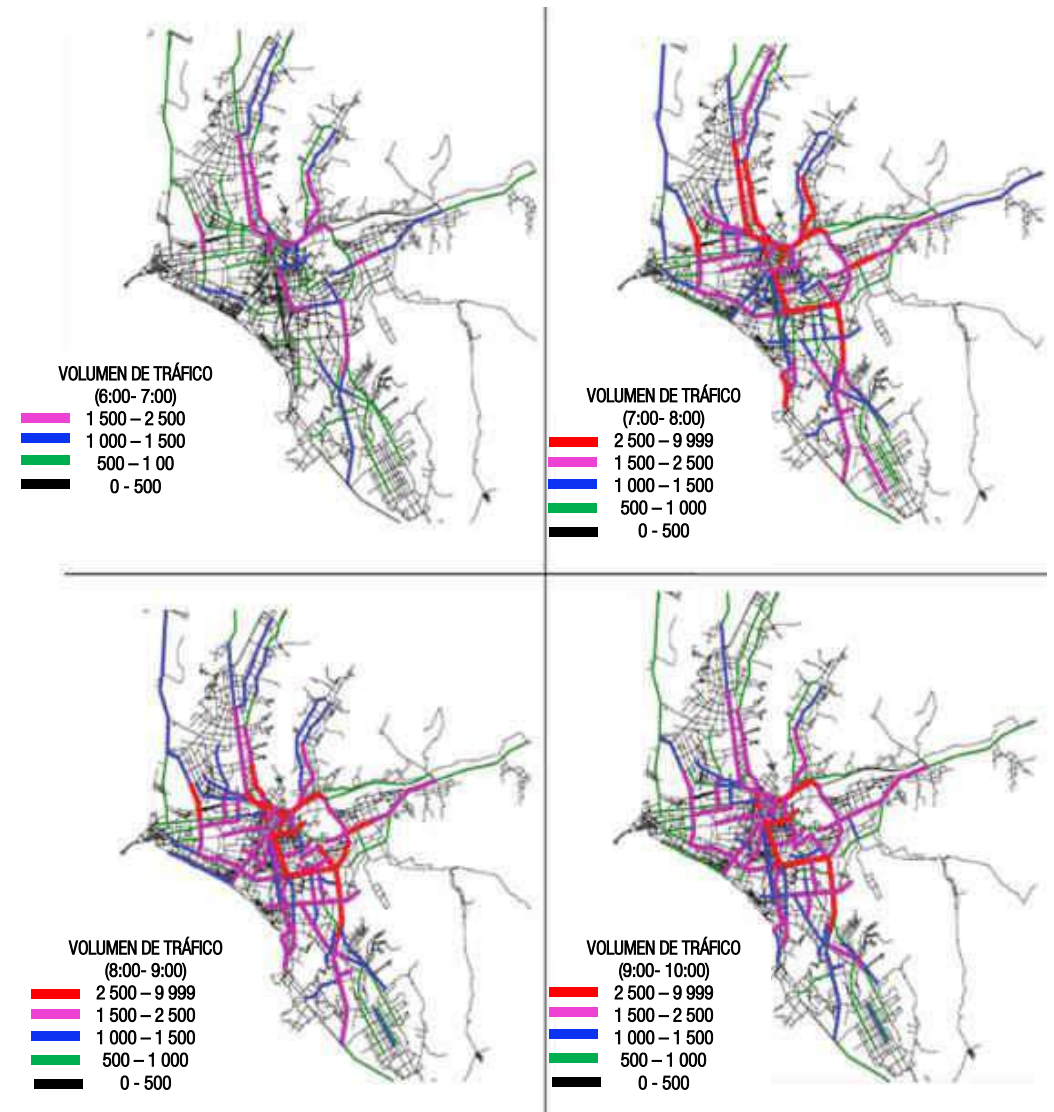 VOLUMEN DE TRÁFICO
(6:00- 7:00)
1 500 – 2 500
1 000 – 1 500
500 – 1 00
0 - 500
VOLUMEN DE TRÁFICO
(7:00- 8:00)
2 500 – 9 999
1 500 – 2 500
1 000 – 1 500
500 – 1 000
0 - 500
VOLUMEN DE TRÁFICO
(8:00- 9:00)
2 500 – 9 999
1 500 – 2 500
1 000 – 1 500
500 – 1 000
0 - 500
VOLUMEN DE TRÁFICO
(9:00- 10:00)
2 500 – 9 999
1 500 – 2 500
1 000 – 1 500
500 – 1 000
0 - 500